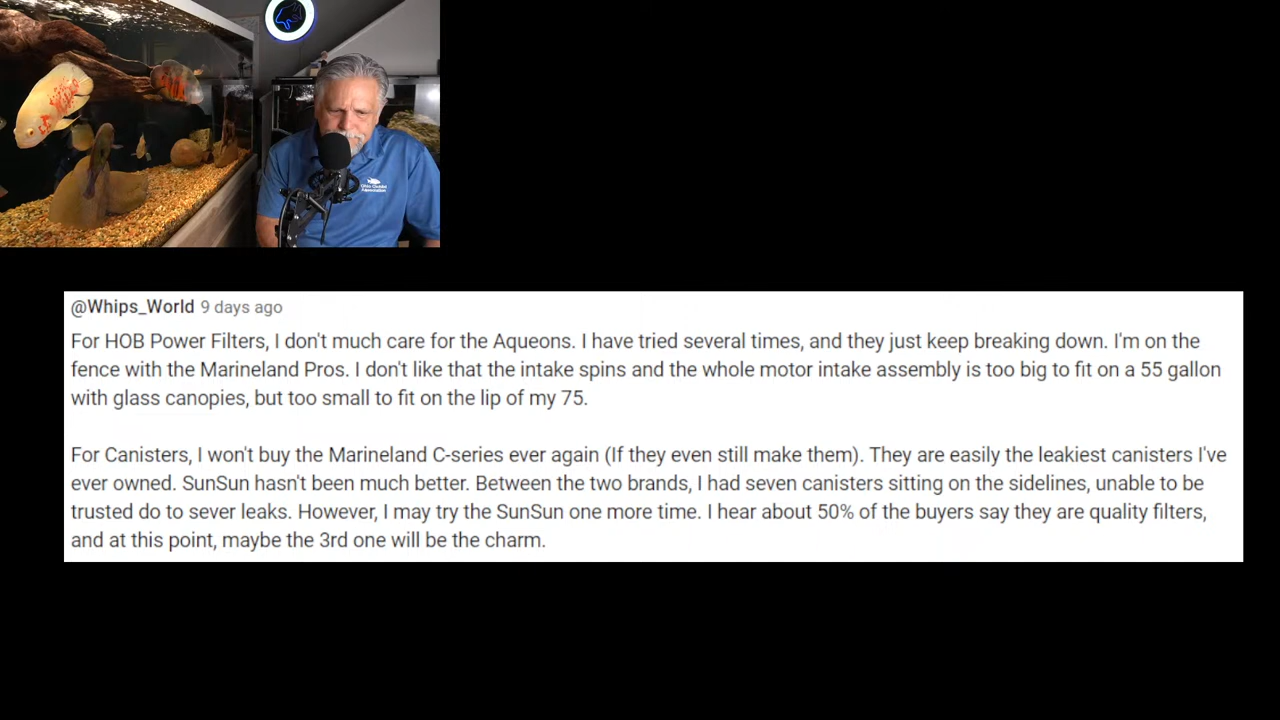 Ohio Cichlid
Association
@Whips_World 9 days ago
For HOB Power Filters, I don't much care for the Aqueons. I have tried several times, and they just keep breaking down. I'm on the
fence with the Marineland Pros. I don't like that the intake spins and the whole motor intake assembly is too big to fit on a 55 gallon
with glass canopies, but too small to fit on the lip of my 75.
For Canisters, I won't buy the Marineland C-series ever again (If they even still make them). They are easily the leakiest canisters I've
ever owned. SunSun hasn't been much better. Between the two brands, I had seven canisters sitting on the sidelines, unable to be
trusted do to sever leaks. However, I may try the SunSun one more time. I hear about 50% of the buyers say they are quality filters,
and at this point, maybe the 3rd one will be the charm.